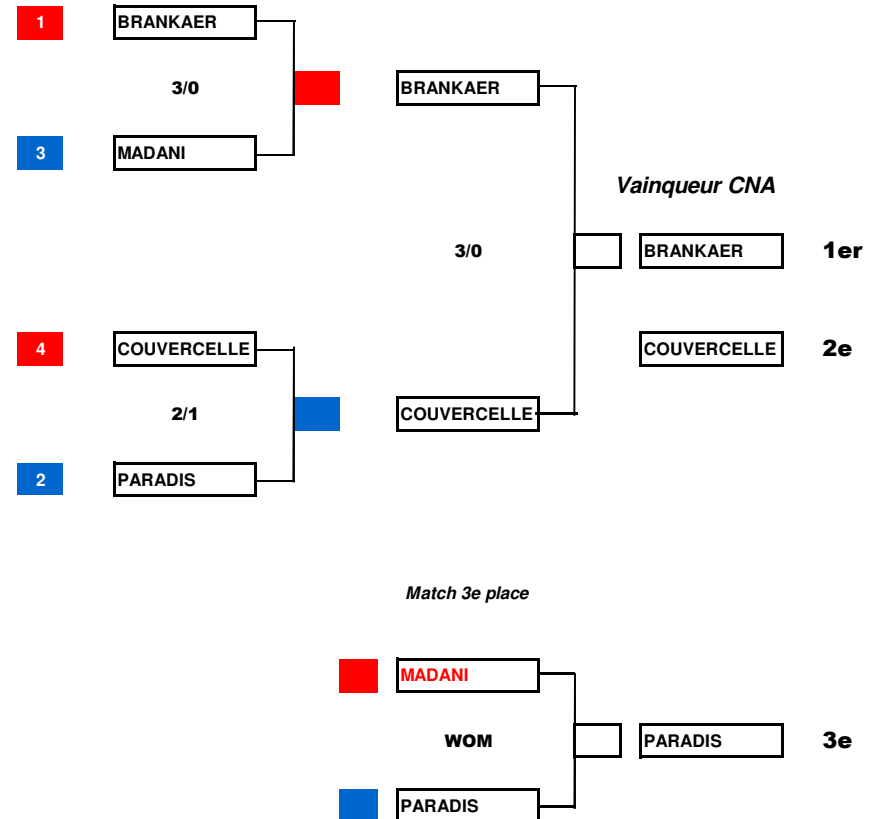 1 BRANKAER
3/0 BRANKAER
3 MADANI
Vainqueur CNA
3/0 BRANKAER 1er
4 COUVERCELLE COUVERCELLE 2e
2/1 COUVERCELLE
2 PARADIS
Match 3e place
MADANI
WOM PARADIS 3e
PARADIS